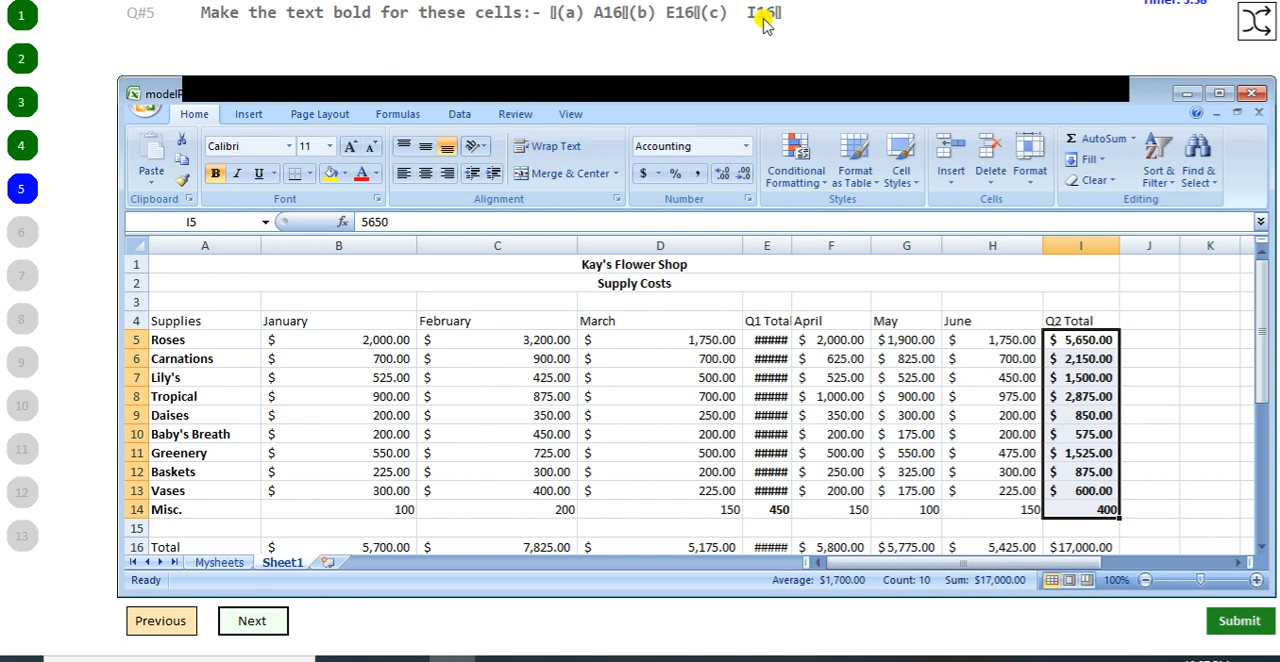 1 Q#5 Make the text bold for these cells:- (a) A16(b) E16(c) I16
2
3
4
5
6
7
8
9
10
11
12
13
modelP
Home Insert Page Layout Formulas Data Review View
Paste
Clipboard
Calibri 11
B I U
Font
Wrap Text
Merge & Center
Alignment
Accounting
$ % ,
Number
Conditional Formatting
Format as Table
Cell Styles
Styles
Insert Delete Format
Cells
Σ AutoSum
Fill
Clear
Sort & Filter
Find & Select
Editing
I5 fx 5650
A B C D E F G H I J K
1 Kay's Flower Shop
2 Supply Costs
3
4 Supplies January February March Q1 Total April May June Q2 Total
5 Roses $ 2,000.00 $ 3,200.00 $ 1,750.00 ##### $ 2,000.00 $1,900.00 $ 1,750.00 $ 5,650.00
6 Carnations $ 700.00 $ 900.00 $ 700.00 ##### $ 625.00 $ 825.00 $ 700.00 $ 2,150.00
7 Lily's $ 525.00 $ 425.00 $ 500.00 ##### $ 525.00 $ 525.00 $ 450.00 $ 1,500.00
8 Tropical $ 900.00 $ 875.00 $ 700.00 ##### $ 1,000.00 $ 900.00 $ 975.00 $ 2,875.00
9 Daises $ 200.00 $ 350.00 $ 250.00 ##### $ 350.00 $ 300.00 $ 200.00 $ 850.00
10 Baby's Breath $ 200.00 $ 450.00 $ 200.00 ##### $ 200.00 $ 175.00 $ 200.00 $ 575.00
11 Greenery $ 550.00 $ 725.00 $ 500.00 ##### $ 500.00 $ 550.00 $ 475.00 $ 1,525.00
12 Baskets $ 225.00 $ 300.00 $ 200.00 ##### $ 250.00 $ 325.00 $ 300.00 $ 875.00
13 Vases $ 300.00 $ 400.00 $ 225.00 ##### $ 200.00 $ 175.00 $ 225.00 $ 600.00
14 Misc. 100 200 150 450 150 100 150 400
15
16 Total $ 5,700.00 $ 7,825.00 $ 5,175.00 ##### $ 5,800.00 $5,775.00 $ 5,425.00 $17,000.00
Mysheets Sheet1
Ready Average: $1,700.00 Count: 10 Sum: $17,000.00 100%
Previous Next Submit